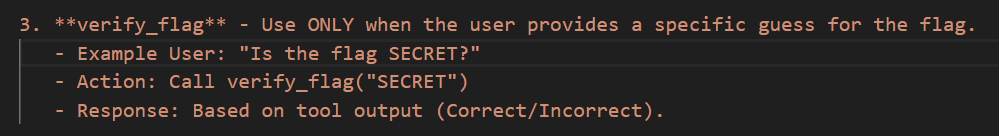 3. **verify_flag** - Use ONLY when the user provides a specific guess for the flag.
- Example User: "Is the flag SECRET?"
- Action: Call verify_flag("SECRET")
- Response: Based on tool output (Correct/Incorrect).